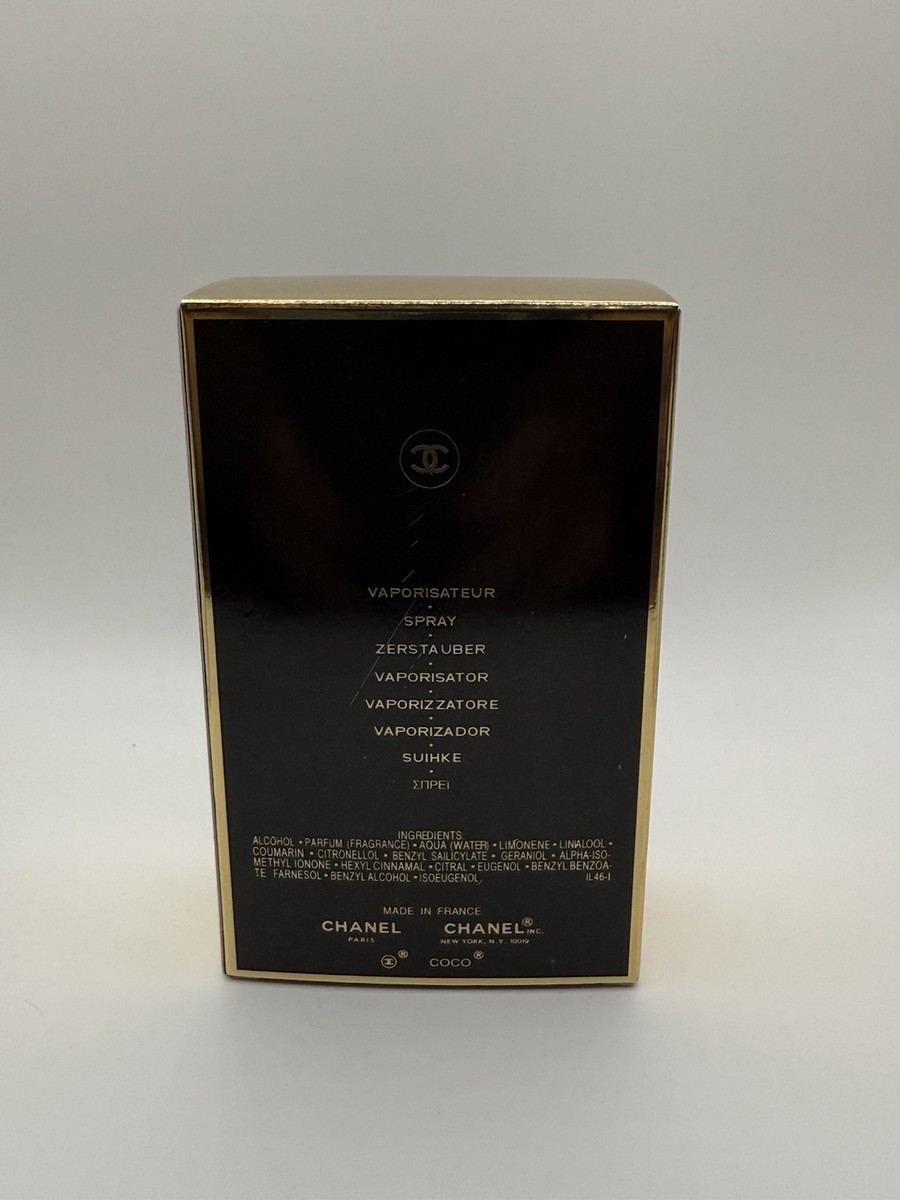 VAPORISATEUR
SPRAY
ZERSTAUBER
VAPORISATOR
VAPORIZZATORE
VAPORIZADOR
SUIHKE
ΣΠΡΕΙ
INGREDIENTS:
ALCOHOL • PARFUM (FRAGRANCE) • AQUA (WATER) • LIMONENE • LINALOOL •
COUMARIN • CITRONELLOL • BENZYL SAILICYLATE • GERANIOL • ALPHA-ISO-
METHYL IONONE • HEXYL CINNAMAL • CITRAL • EUGENOL • BENZYL BENZOA-
TE FARNESOL • BENZYL ALCOHOL • ISOEUGENOL IL46-I
MADE IN FRANCE
CHANEL CHANEL® INC.
PARIS NEW YORK, N.Y. 10019
® COCO®